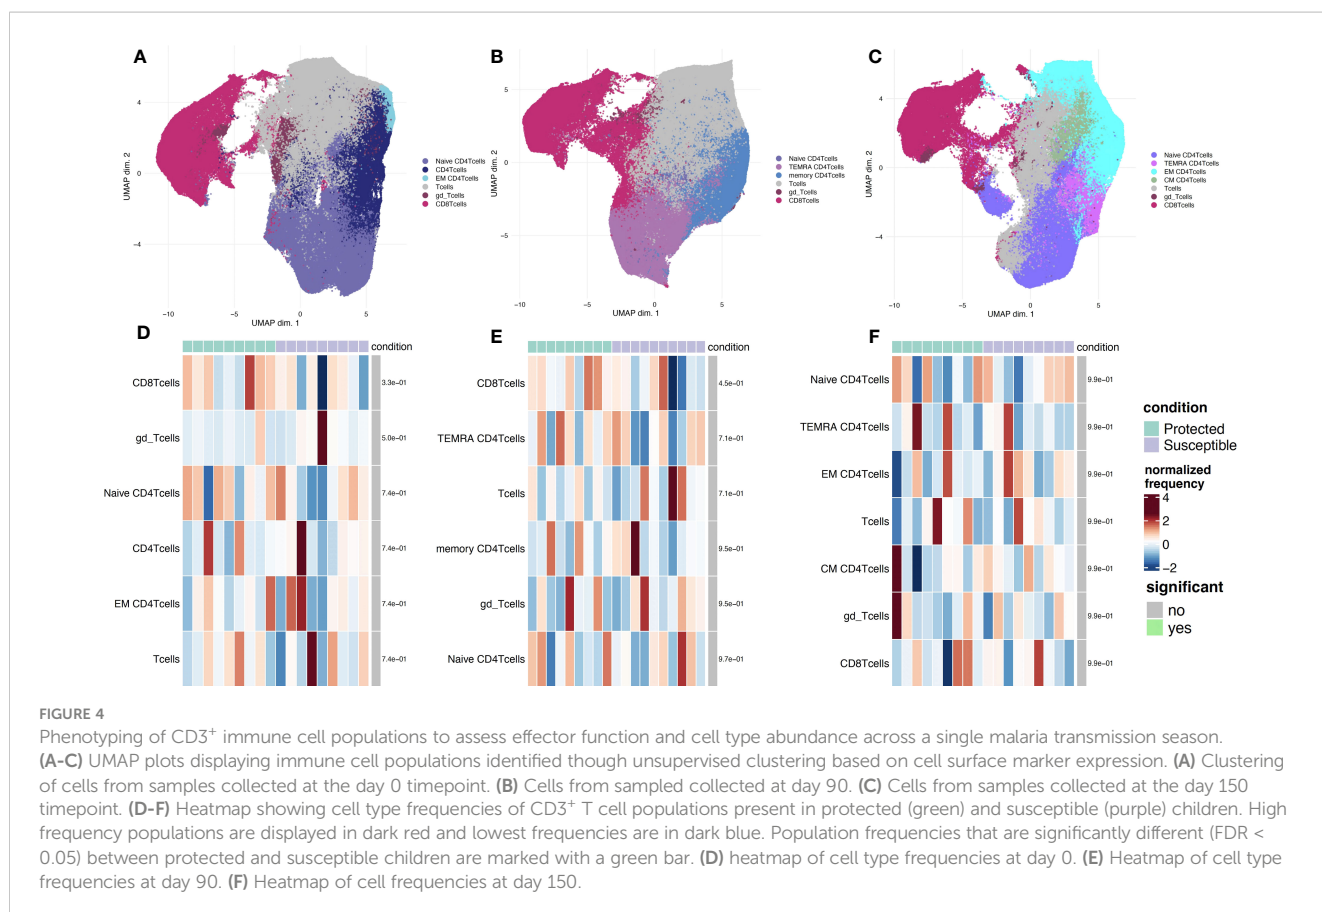 A
B
C
UMAP dim. 2
4
0
−4
−10
−5
0
5
UMAP dim. 1
Naive CD4Tcells
CD4Tcells
EM CD4Tcells
Tcells
gd_Tcells
CD8Tcells
UMAP dim. 2
5
0
−5
−10
−5
0
5
UMAP dim. 1
Naive CD4Tcells
TEMRA CD4Tcells
memory CD4Tcells
Tcells
gd_Tcells
CD8Tcells
UMAP dim. 2
4
0
−4
−10
−5
0
5
UMAP dim. 1
Naive CD4Tcells
TEMRA CD4Tcells
EM CD4Tcells
CM CD4Tcells
Tcells
gd_Tcells
CD8Tcells
D
condition
CD8Tcells
3.3e−01
gd_Tcells
5.0e−01
Naive CD4Tcells
7.4e−01
CD4Tcells
7.4e−01
EM CD4Tcells
7.4e−01
Tcells
7.4e−01
E
condition
CD8Tcells
4.5e−01
TEMRA CD4Tcells
7.1e−01
Tcells
7.1e−01
memory CD4Tcells
9.5e−01
gd_Tcells
9.5e−01
Naive CD4Tcells
9.7e−01
F
condition
Naive CD4Tcells
9.9e−01
TEMRA CD4Tcells
9.9e−01
EM CD4Tcells
9.9e−01
Tcells
9.9e−01
CM CD4Tcells
9.9e−01
gd_Tcells
9.9e−01
CD8Tcells
9.9e−01
condition
Protected
Susceptible
normalized
frequency
4
2
0
−2
significant
no
yes
FIGURE 4
Phenotyping of CD3+ immune cell populations to assess effector function and cell type abundance across a single malaria transmission season.
(A-C) UMAP plots displaying immune cell populations identified though unsupervised clustering based on cell surface marker expression. (A) Clustering
of cells from samples collected at the day 0 timepoint. (B) Cells from sampled collected at day 90. (C) Cells from samples collected at the day 150
timepoint. (D-F) Heatmap showing cell type frequencies of CD3+ T cell populations present in protected (green) and susceptible (purple) children. High
frequency populations are displayed in dark red and lowest frequencies are in dark blue. Population frequencies that are significantly different (FDR <
0.05) between protected and susceptible children are marked with a green bar. (D) heatmap of cell type frequencies at day 0. (E) Heatmap of cell type
frequencies at day 90. (F) Heatmap of cell frequencies at day 150.